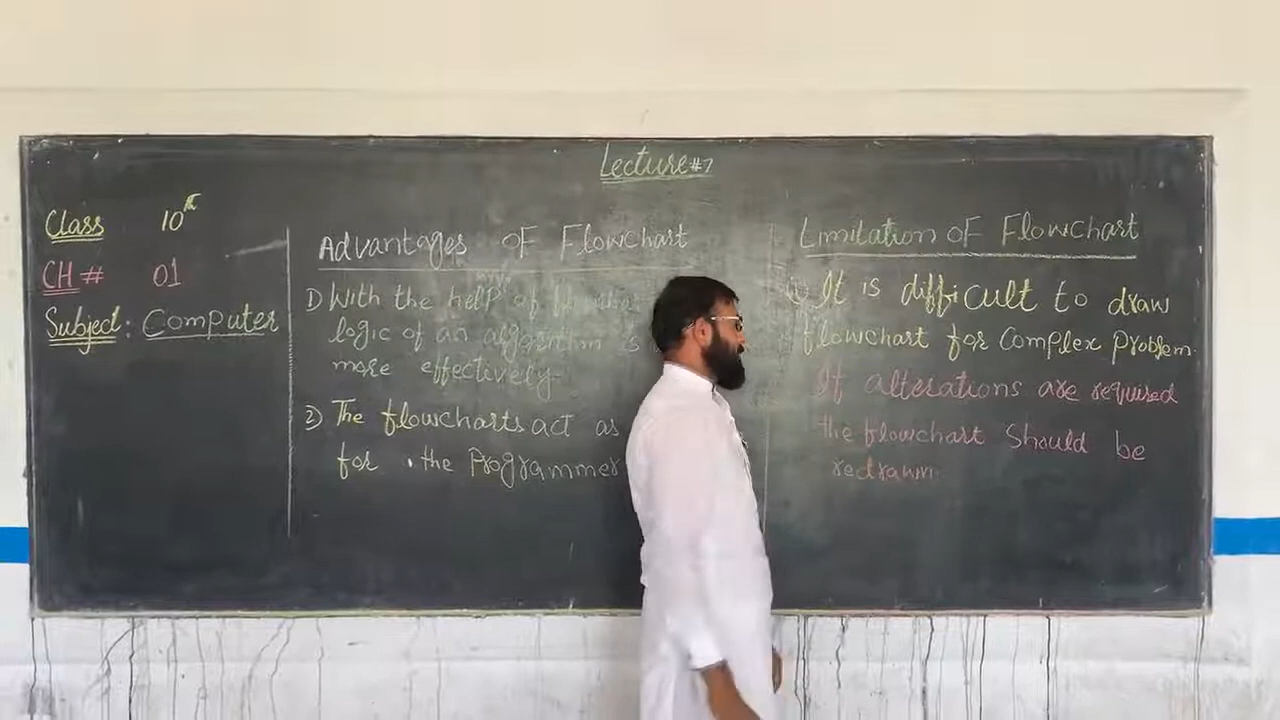 Lecture #7
Class 10th
CH # 01
Subject: Computer
Advantages OF Flowchart
1) With the help of
logic of an algorithm is
more effectively.
2) The flowcharts act as
for the Programmer
Limitation OF Flowchart
It is difficult to draw
flowchart for Complex Problem.
If alterations are required
the flowchart Should be
redrawn.